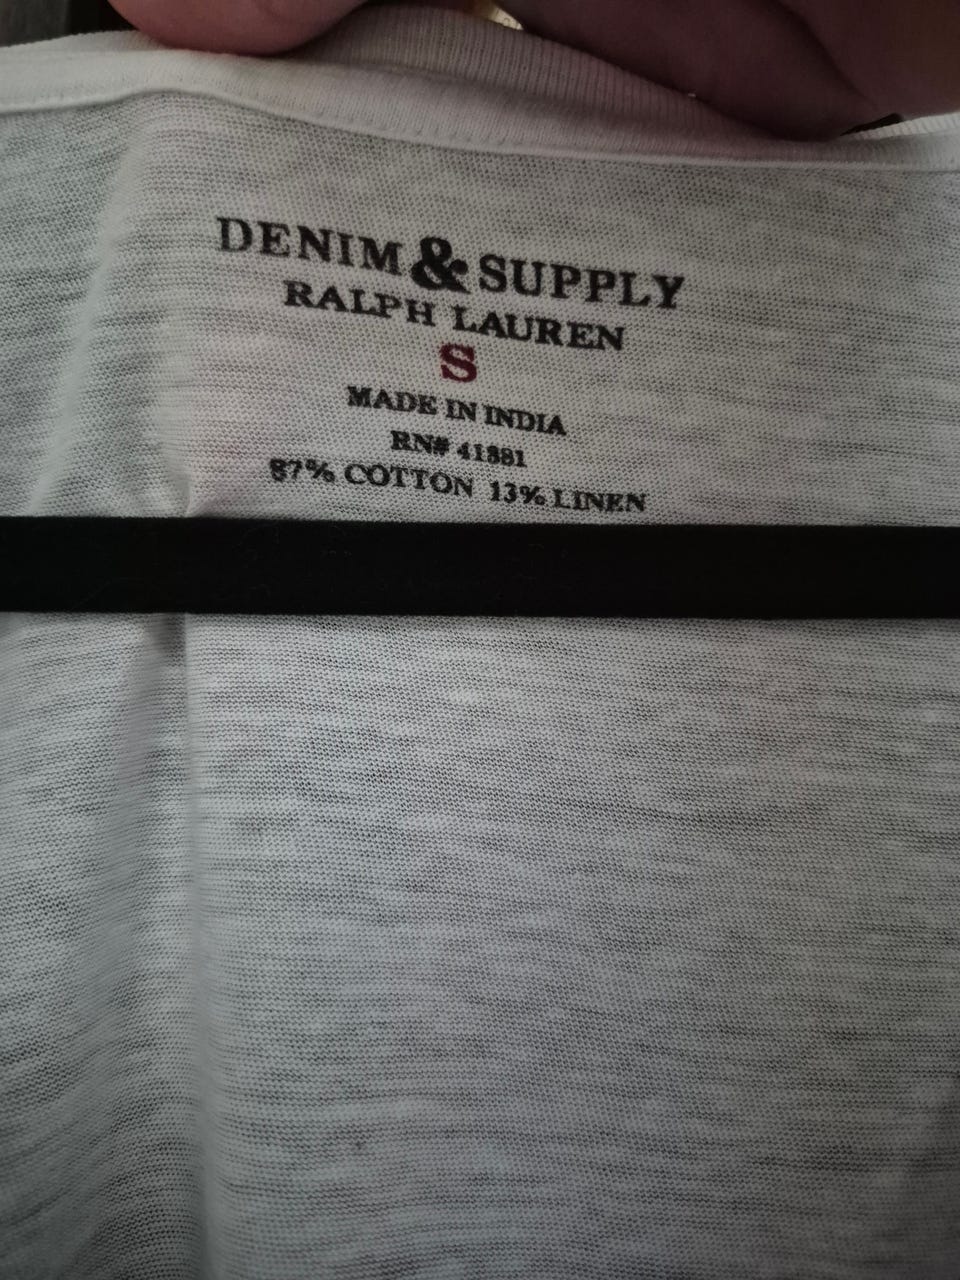 DENIM & SUPPLY
RALPH LAUREN
S
MADE IN INDIA
RN# 41381
87% COTTON 13% LINEN